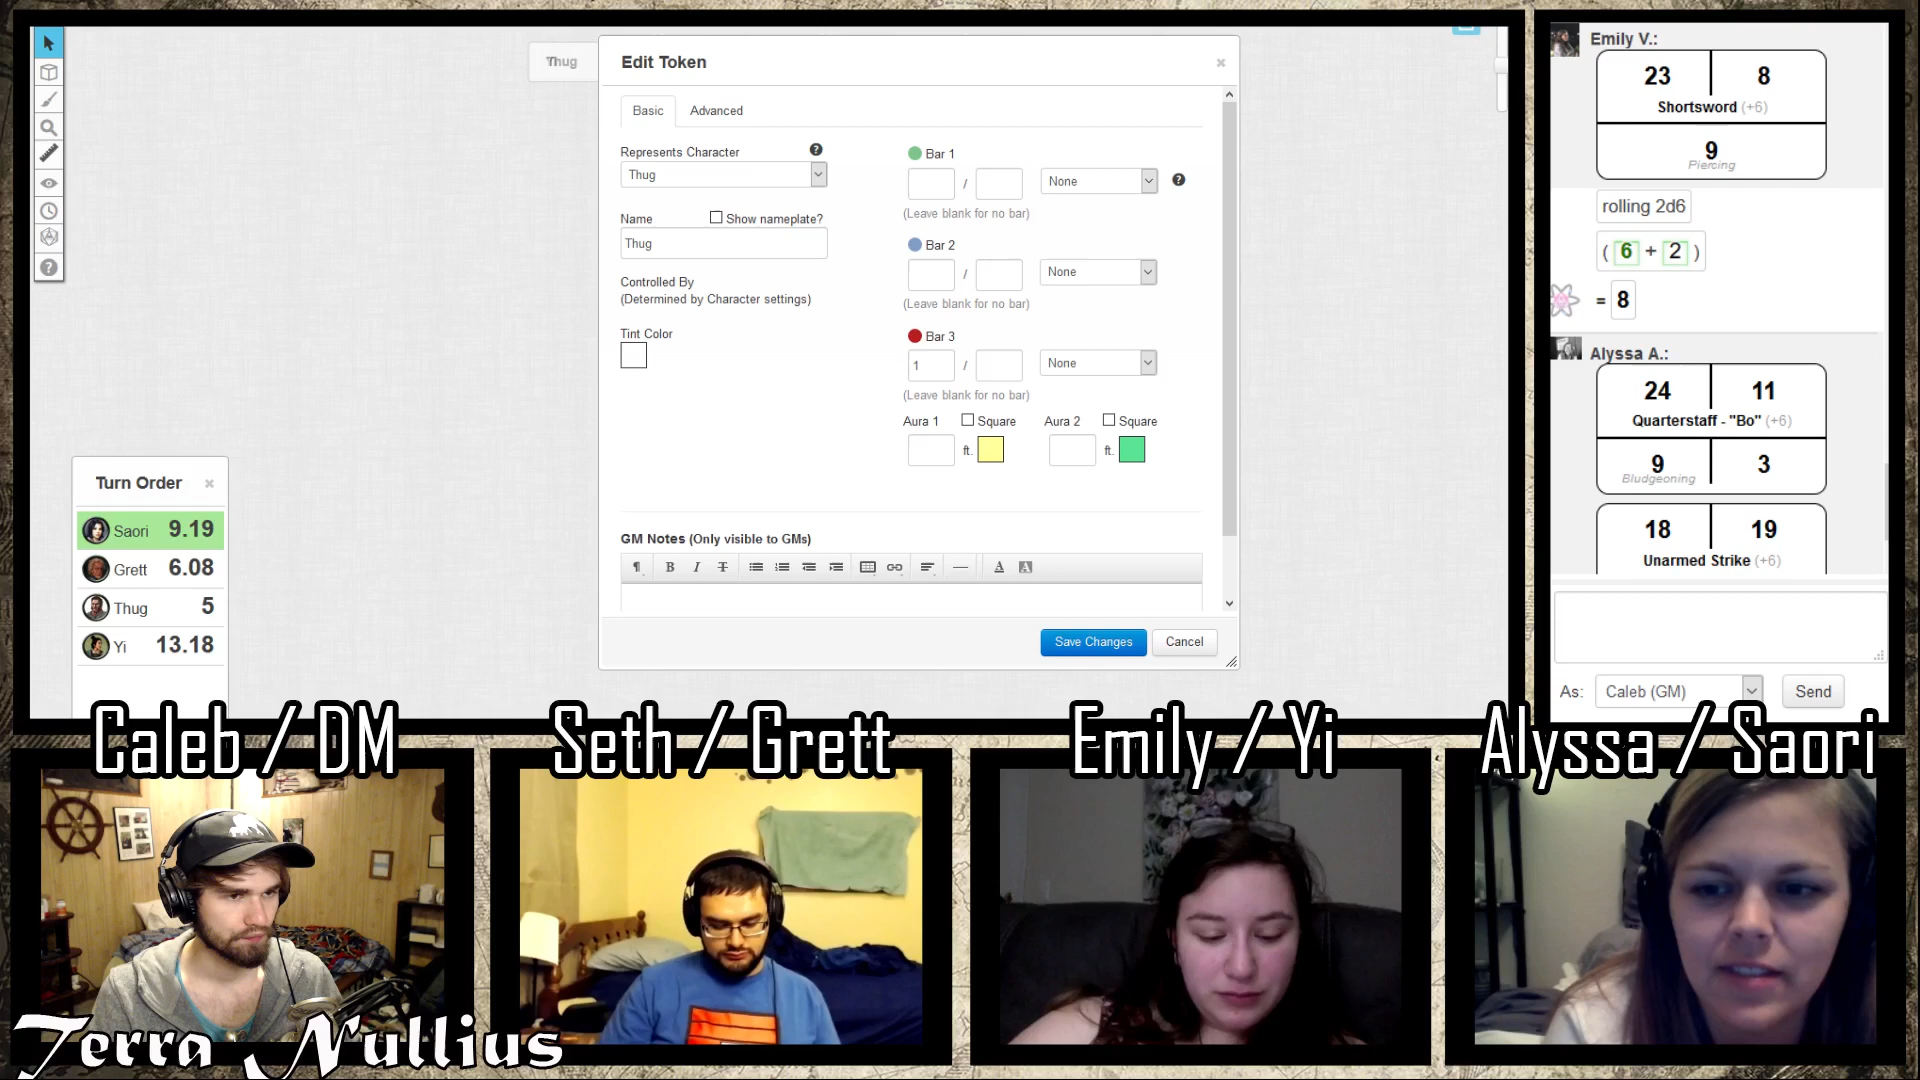 Thug
Edit Token
×
Basic
Advanced
Represents Character
?
Thug
Name
Show nameplate?
Thug
Controlled By
(Determined by Character settings)
Tint Color
Bar 1
/
None
?
(Leave blank for no bar)
Bar 2
/
None
(Leave blank for no bar)
Bar 3
1 /
None
(Leave blank for no bar)
Aura 1
Square
Aura 2
Square
ft.
ft.
GM Notes (Only visible to GMs)
¶ B I T A A
Save Changes
Cancel
Turn Order ×
Saori 9.19
Grett 6.08
Thug 5
Yi 13.18
Emily V.:
23 8
Shortsword (+6)
9
Piercing
rolling 2d6
( 6 + 2 )
= 8
Alyssa A.:
24 11
Quarterstaff - "Bo" (+6)
9 3
Bludgeoning
18 19
Unarmed Strike (+6)
As: Caleb (GM) Send
Caleb / DM
Seth / Grett
Emily / Yi
Alyssa / Saori
Terra Nullius